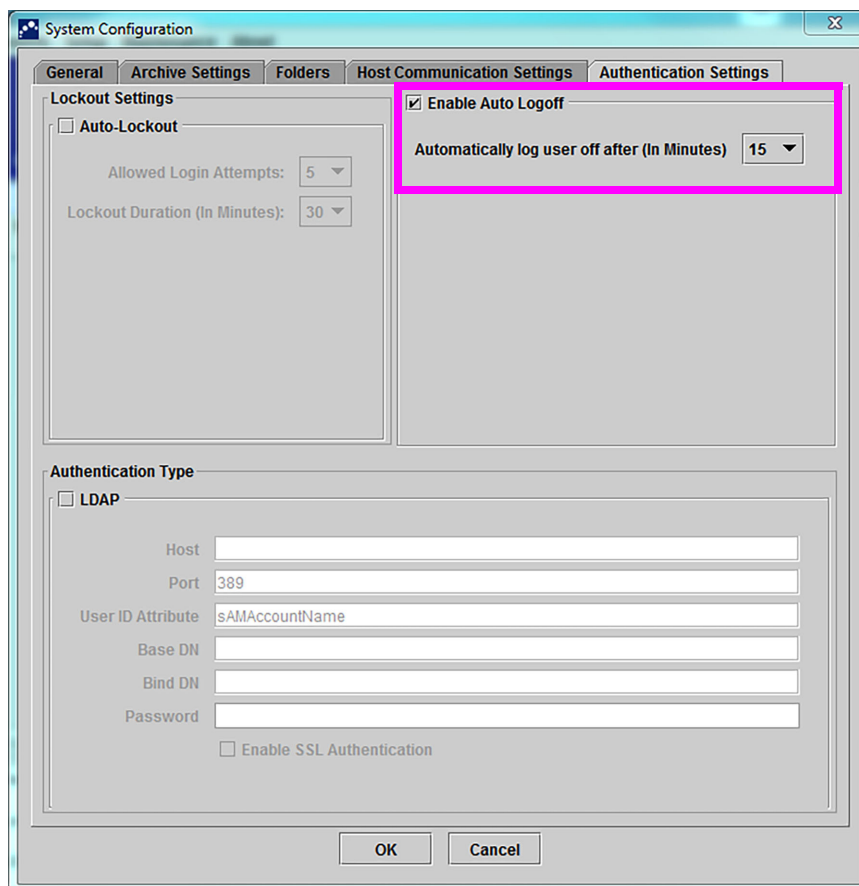 System Configuration
General Archive Settings Folders Host Communication Settings Authentication Settings
Lockout Settings
Auto-Lockout
Allowed Login Attempts: 5
Lockout Duration (In Minutes): 30
Enable Auto Logoff
Automatically log user off after (In Minutes) 15
Authentication Type
LDAP
Host
Port 389
User ID Attribute sAMAccountName
Base DN
Bind DN
Password
Enable SSL Authentication
OK Cancel